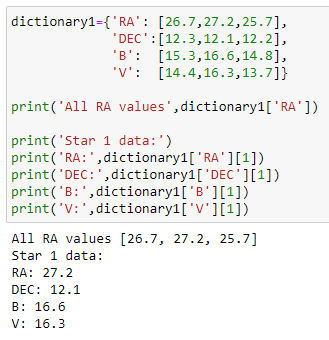 dictionary1={'RA': [26.7,27.2,25.7],
'DEC':[12.3,12.1,12.2],
'B':  [15.3,16.6,14.8],
'V':  [14.4,16.3,13.7]}
print('All RA values',dictionary1['RA'])
print('Star 1 data:')
print('RA:',dictionary1['RA'][1])
print('DEC:',dictionary1['DEC'][1])
print('B:',dictionary1['B'][1])
print('V:',dictionary1['V'][1])
All RA values [26.7, 27.2, 25.7]
Star 1 data:
RA: 27.2
DEC: 12.1
B: 16.6
V: 16.3